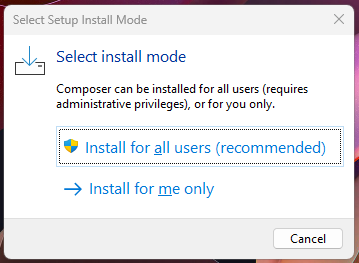 Select Setup Install Mode
Select install mode
Composer can be installed for all users (requires
administrative privileges), or for you only.
Install for all users (recommended)
Install for me only
Cancel